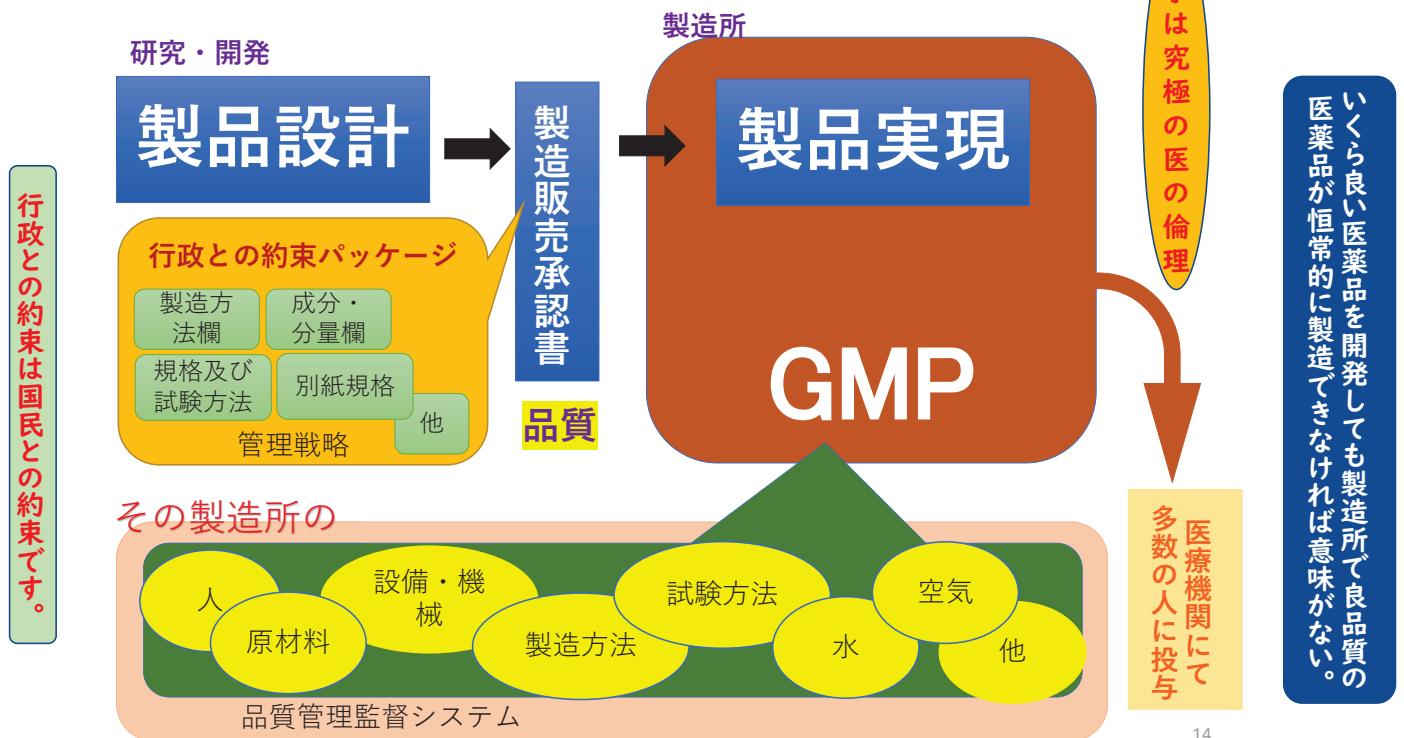 製造所
研究・開発
製品設計
製造販売承認書
製品実現
GMP
行政との約束パッケージ
製造方
法欄
成分・
分量欄
規格及び
試験方法
別紙規格
他
管理戦略
品質
行政との約束は国民との約束です。
は究極の医の倫理
いくら良い医薬品を開発しても製造所で良品質の
医薬品が恒常的に製造できなければ意味がない。
医療機関にて
多数の人に投与
その製造所の
人
原材料
設備・機
械
製造方法
試験方法
水
空気
他
品質管理監督システム
14